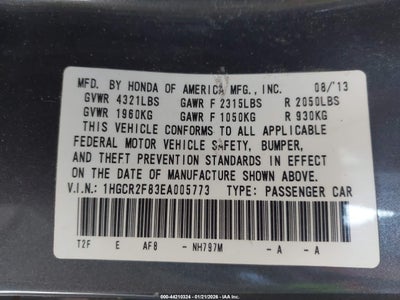 MFD. BY HONDA OF AMERICA MFG., INC. 08/'13
GVWR 4321LBS GAWR F 2315LBS R 2050LBS
GVWR 1960KG GAWR F 1050KG R 930KG
THIS VEHICLE CONFORMS TO ALL APPLICABLE
FEDERAL MOTOR VEHICLE SAFETY, BUMPER,
AND THEFT PREVENTION STANDARDS IN EFFECT
ON THE DATE OF MANUFACTURE SHOWN ABOVE.
V.I.N.: 1HGCR2F83EA005773 TYPE: PASSENGER CAR
T2F E AF8 - NH797M - A - A
000-44210324 - 01/21/2026 - IAA Inc.